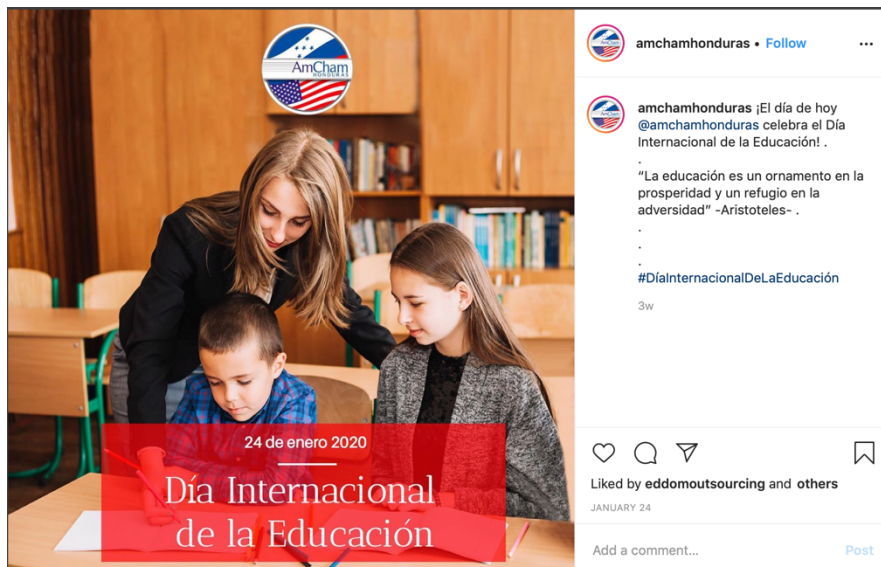 AmCham
HONDURAS
24 de enero 2020
Día Internacional
de la Educación
amchamhonduras • Follow
amchamhonduras ¡El día de hoy
@amchamhonduras celebra el Día
Internacional de la Educación! .
.
“La educación es un ornamento en la
prosperidad y un refugio en la
adversidad” -Aristoteles- .
.
.
.
#DíaInternacionalDeLaEducación
3w
Liked by eddomoutsourcing and others
JANUARY 24
Add a comment...
Post